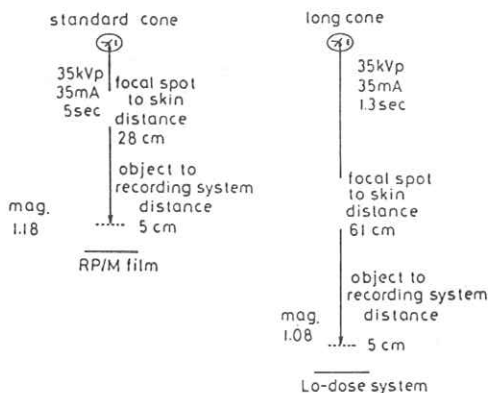 standard cone
35kVp
35mA
5sec
focal spot
to skin
distance
28 cm
object to
recording system
distance
5 cm
mag.
1.18
RP/M film
long cone
35kVp
35mA
1.3sec
focal spot
to skin
distance
61 cm
object to
recording system
distance
mag.
1.08
5 cm
Lo-dose system